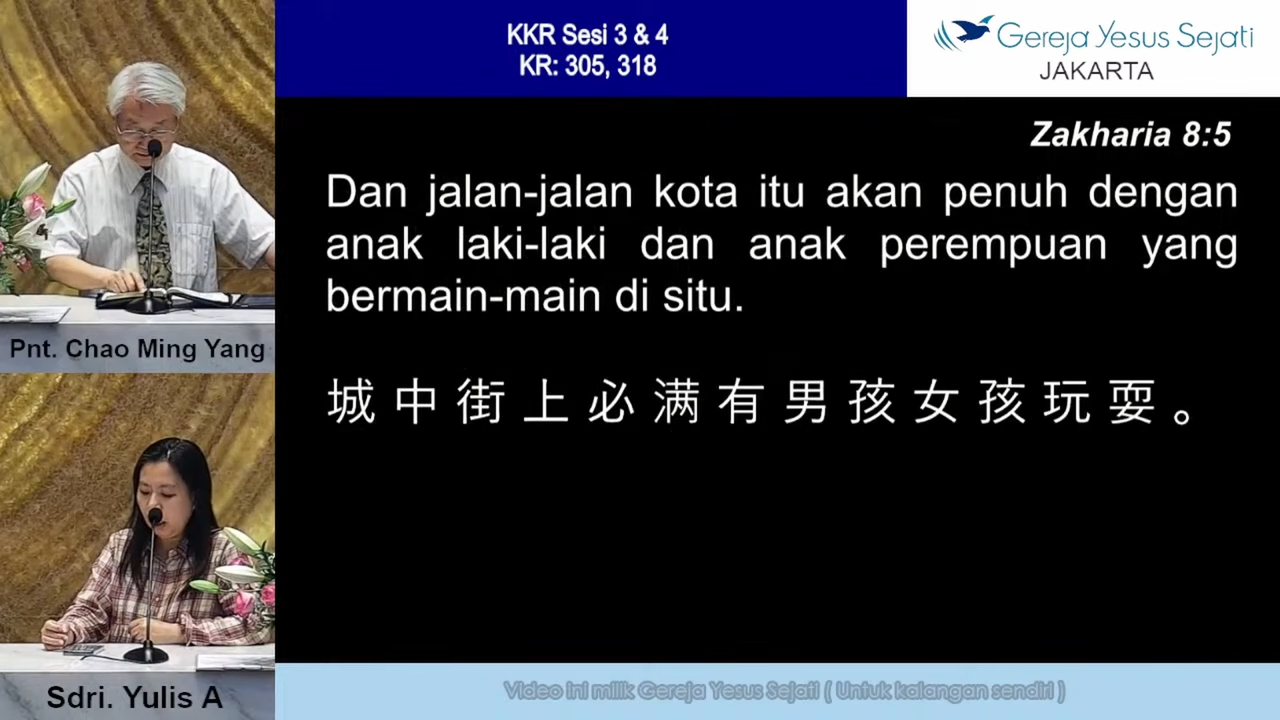 KKR Sesi 3 & 4
KR: 305, 318
Gereja Yesus Sejati
JAKARTA
Zakharia 8:5
Dan jalan-jalan kota itu akan penuh dengan
anak laki-laki dan anak perempuan yang
bermain-main di situ.
城中街上必满有男孩女孩玩耍。
Pnt. Chao Ming Yang
Sdri. Yulis A
Video ini milik Gereja Yesus Sejati ( Untuk kalangan sendiri )